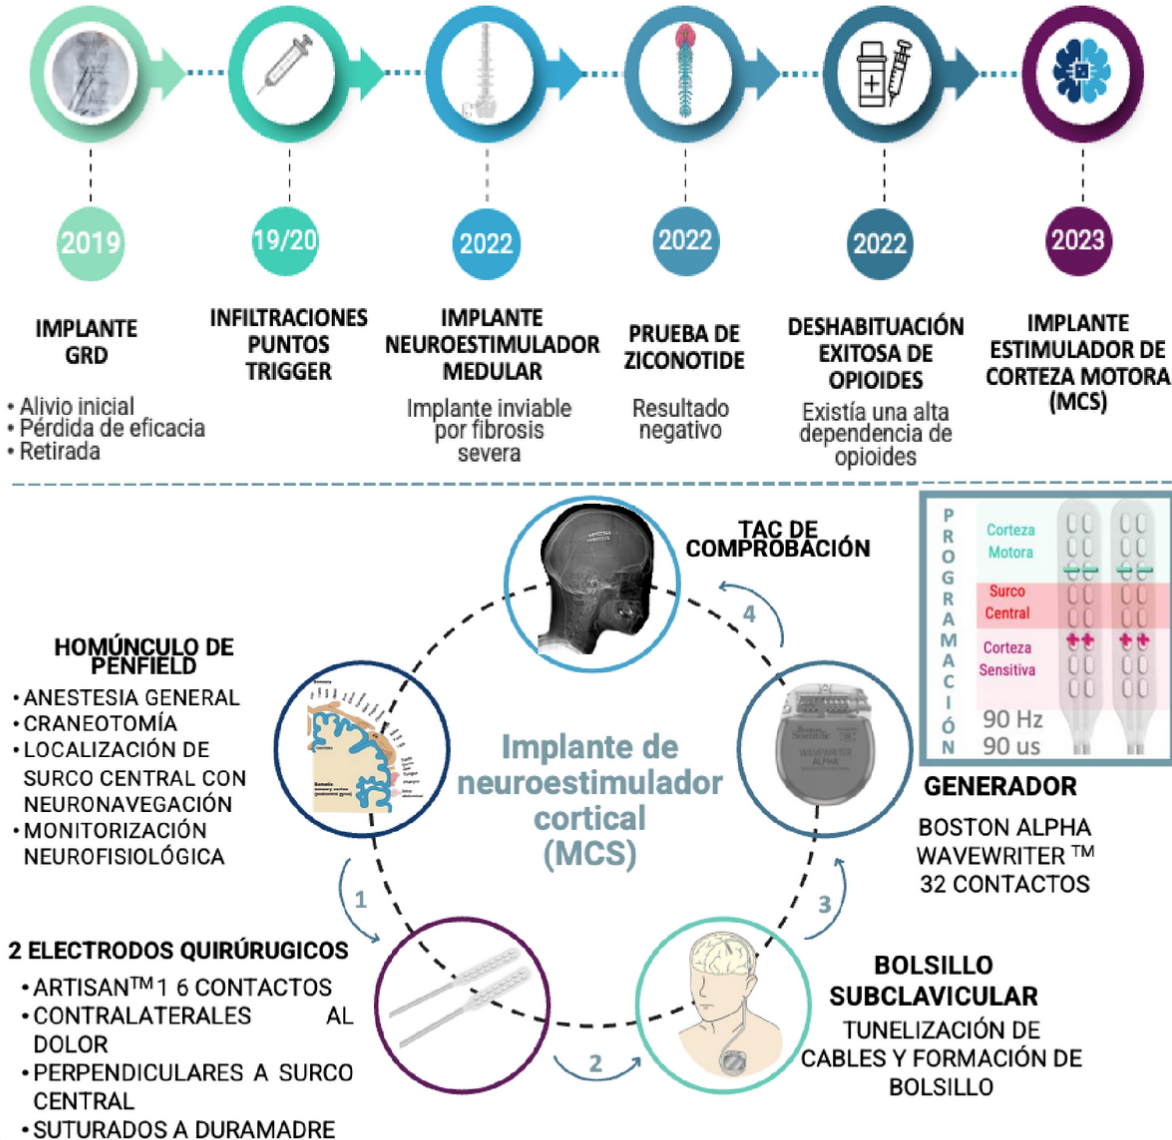 2019
19/20
2022
2022
2022
2023
IMPLANTE
GRD
• Alivio inicial
• Pérdida de eficacia
• Retirada
INFILTRACIONES
PUNTOS
TRIGGER
IMPLANTE
NEUROESTIMULADOR
MEDULAR
Implante inviable
por fibrosis
severa
PRUEBA DE
ZICONOTIDE
Resultado
negativo
DESHABITUACIÓN
EXITOSA DE
OPIOIDES
Existía una alta
dependencia de
opioides
IMPLANTE
ESTIMULADOR DE
CORTEZA MOTORA
(MCS)
TAC DE
COMPROBACIÓN
PROGRAMACIÓN
Corteza
Motora
Surco
Central
Corteza
Sensitiva
90 Hz
90 us
HOMÚNCULO DE
PENFIELD
• ANESTESIA GENERAL
• CRANEOTOMÍA
• LOCALIZACIÓN DE
SURCO CENTRAL CON
NEURONAVEGACIÓN
• MONITORIZACIÓN
NEUROFISIOLÓGICA
Implante de
neuroestimulador
cortical
(MCS)
Boston
Scientific
WAVEWRITER
ALPHA
GENERADOR
BOSTON ALPHA
WAVEWRITER TM
32 CONTACTOS
1
2
3
4
2 ELECTRODOS QUIRÚRUGICOS
• ARTISAN™1 6 CONTACTOS
• CONTRALATERALES AL
DOLOR
• PERPENDICULARES A SURCO
CENTRAL
• SUTURADOS A DURAMADRE
BOLSILLO
SUBCLAVICULAR
TUNELIZACIÓN DE
CABLES Y FORMACIÓN DE
BOLSILLO